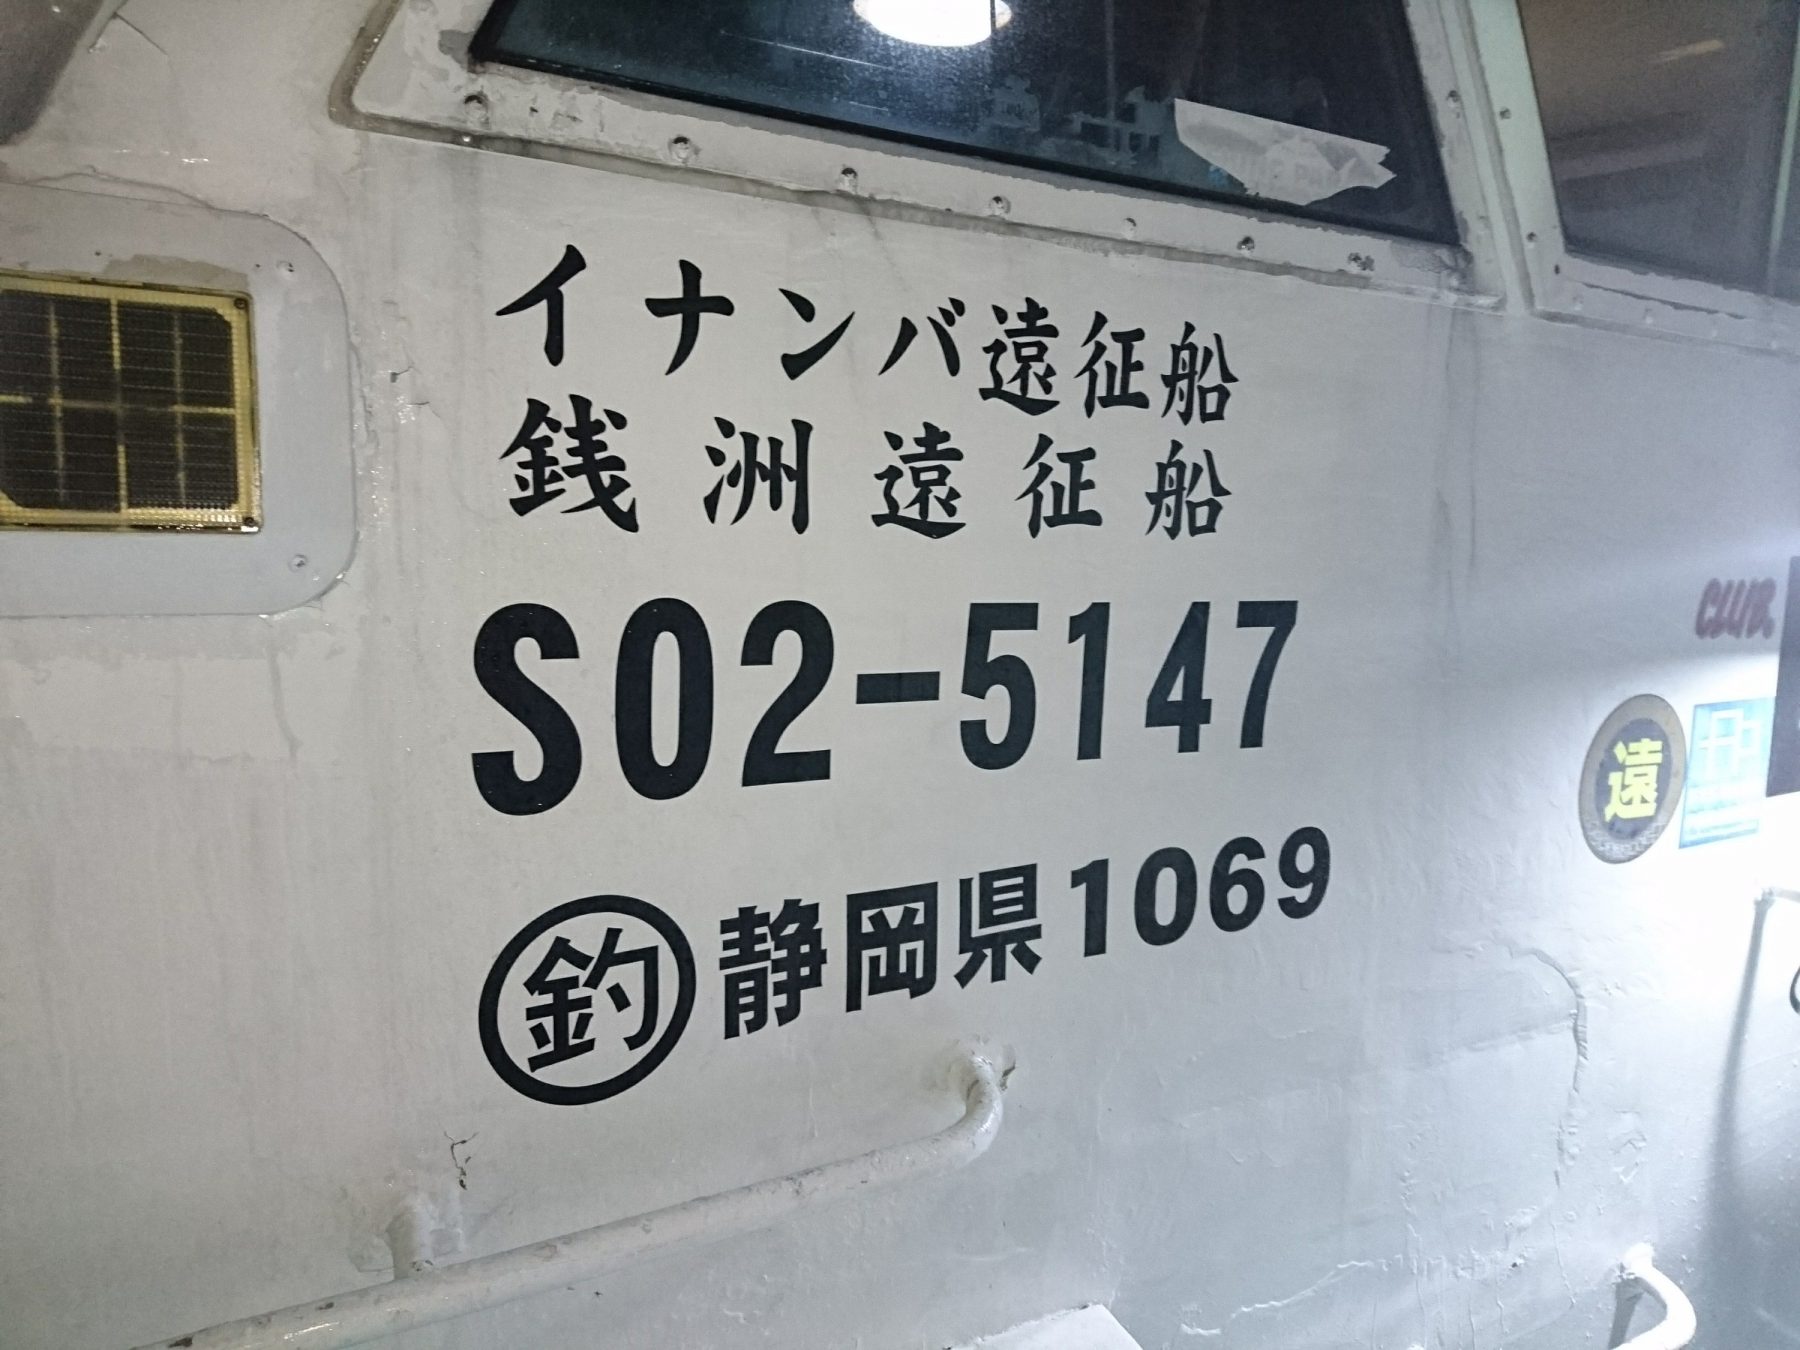 イナンバ遠征船
銭洲遠征船
SO2-5147
釣 静岡県1069
CLUB.
遠